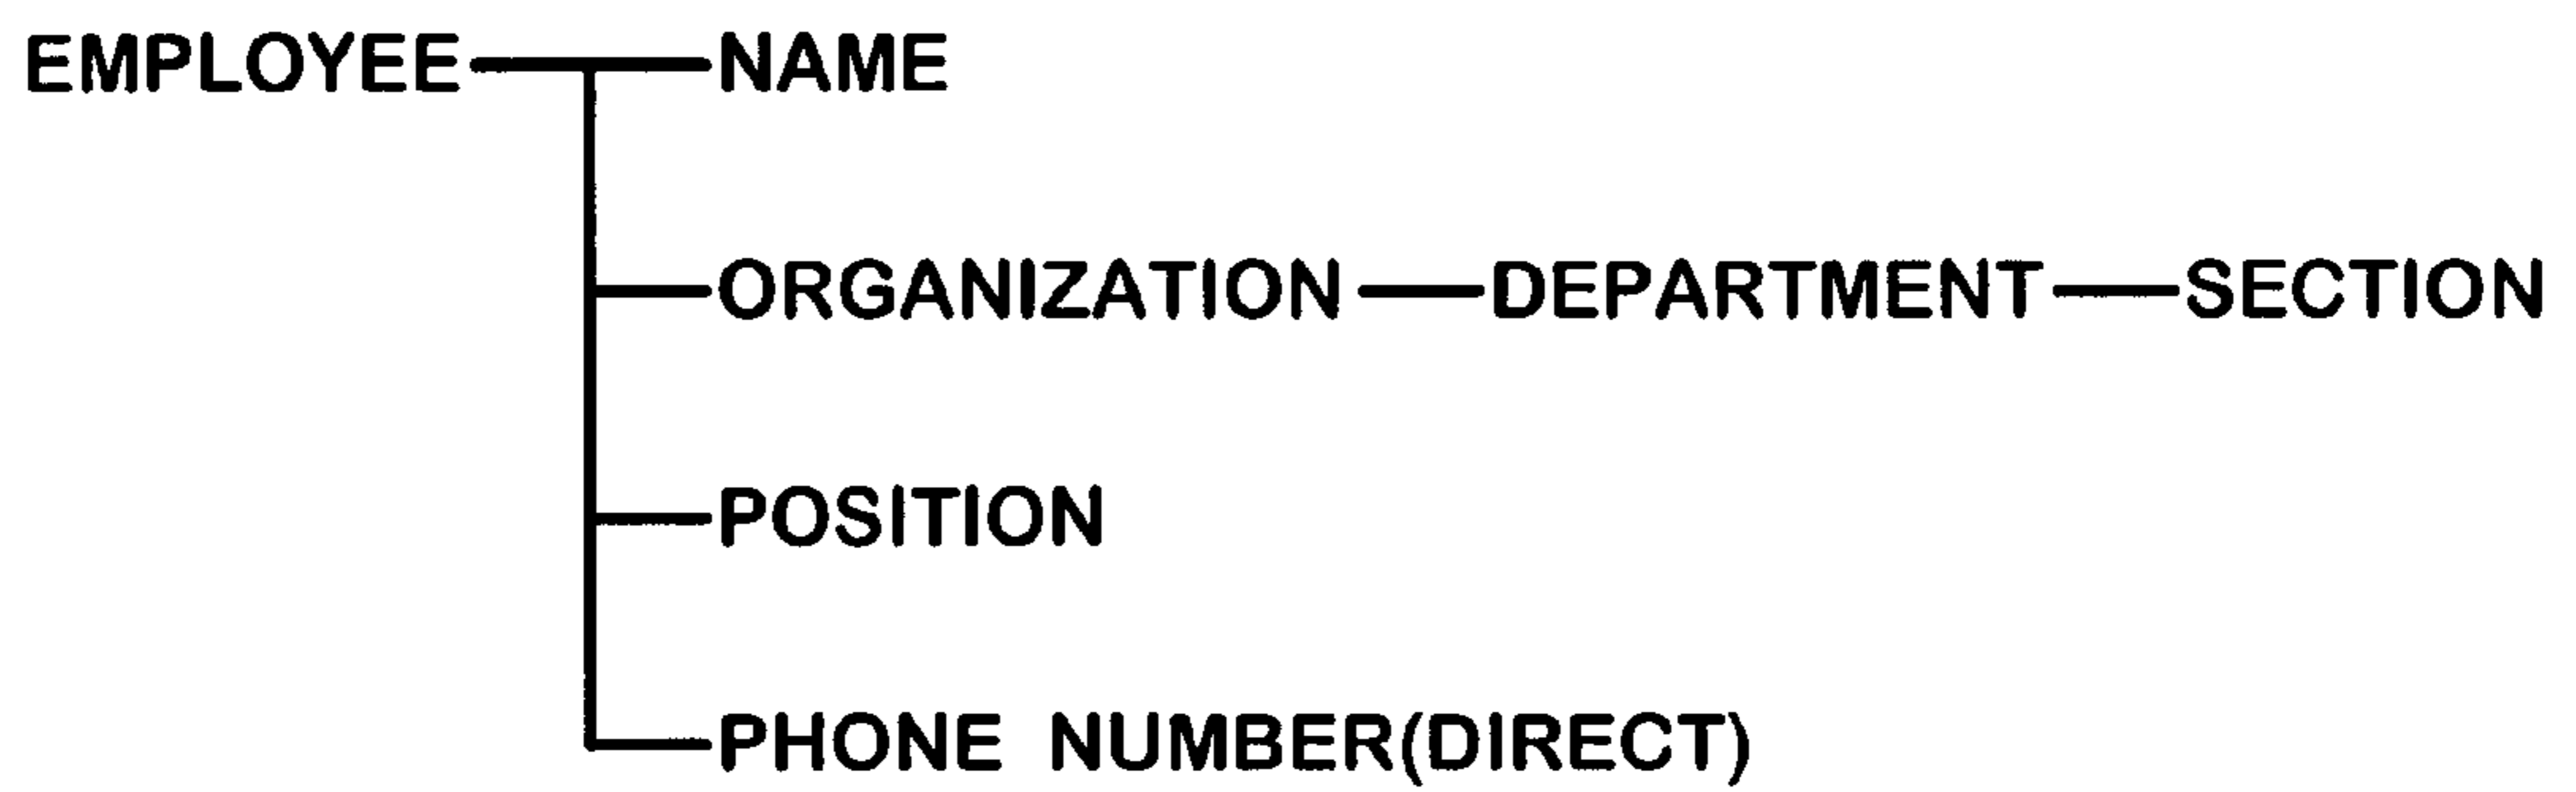 EMPLOYEE NAME
ORGANIZATION DEPARTMENT SECTION
POSITION
PHONE NUMBER(DIRECT)